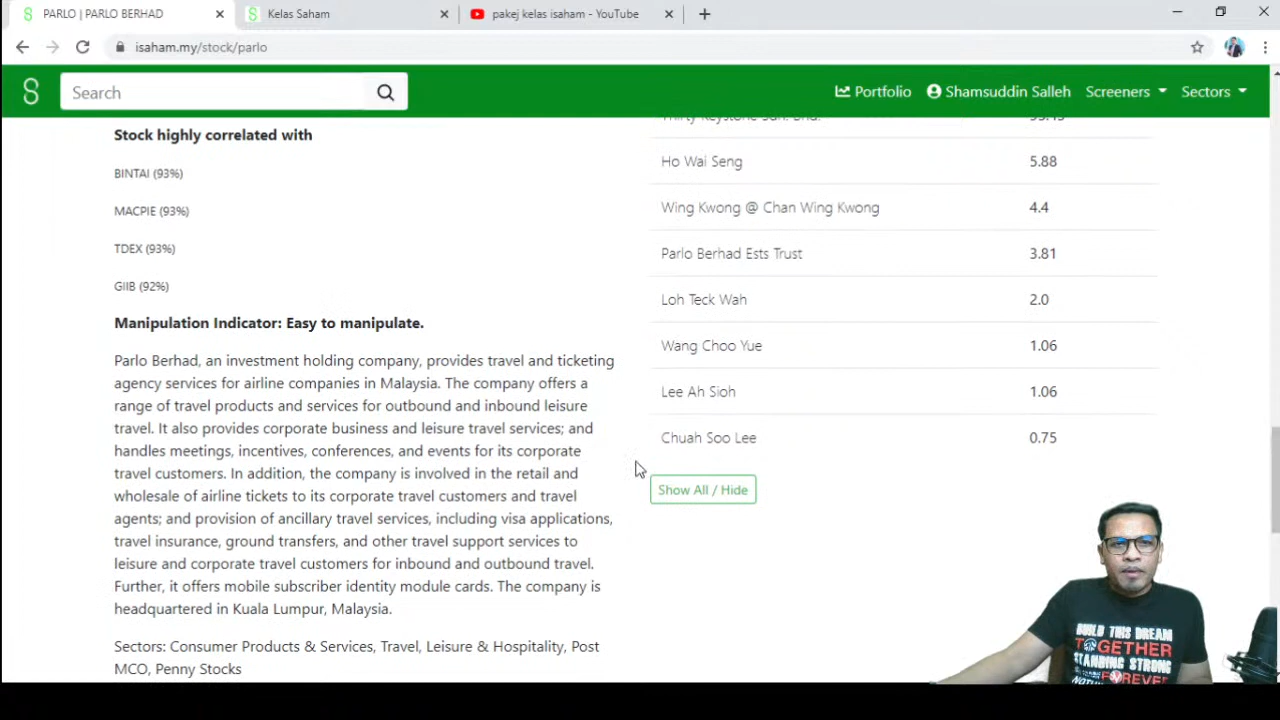 PARLO | PARLO BERHAD
Kelas Saham
pakej kelas isaham - YouTube
isaham.my/stock/parlo
Search
Portfolio
Shamsuddin Salleh
Screeners
Sectors
Stock highly correlated with
BINTAI (93%)
MACPIE (93%)
TDEX (93%)
GIIB (92%)
Manipulation Indicator: Easy to manipulate.
Parlo Berhad, an investment holding company, provides travel and ticketing
agency services for airline companies in Malaysia. The company offers a
range of travel products and services for outbound and inbound leisure
travel. It also provides corporate business and leisure travel services; and
handles meetings, incentives, conferences, and events for its corporate
travel customers. In addition, the company is involved in the retail and
wholesale of airline tickets to its corporate travel customers and travel
agents; and provision of ancillary travel services, including visa applications,
travel insurance, ground transfers, and other travel support services to
leisure and corporate travel customers for inbound and outbound travel.
Further, it offers mobile subscriber identity module cards. The company is
headquartered in Kuala Lumpur, Malaysia.
Sectors: Consumer Products & Services, Travel, Leisure & Hospitality, Post
MCO, Penny Stocks
Thirty Keystone Sdn. Bhd.
Ho Wai Seng 5.88
Wing Kwong @ Chan Wing Kwong 4.4
Parlo Berhad Ests Trust 3.81
Loh Teck Wah 2.0
Wang Choo Yue 1.06
Lee Ah Sioh 1.06
Chuah Soo Lee 0.75
Show All / Hide
BUILD THIS DREAM
TOGETHER
STANDING STRONG
FOREVER